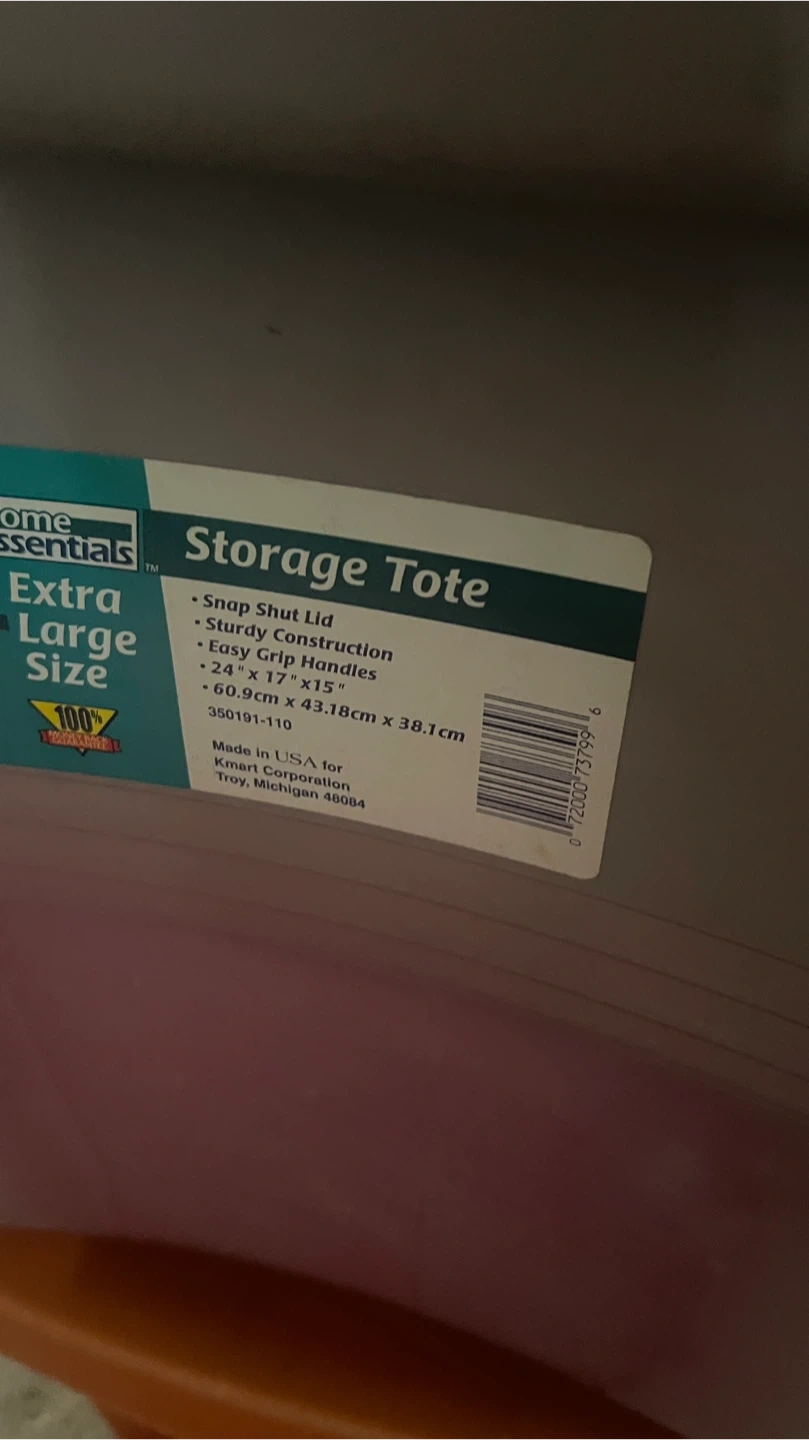 ome
ssentials
TM
Extra
Large
Size
100%
Storage Tote
• Snap Shut Lid
• Sturdy Construction
• Easy Grip Handles
• 24" x 17" x15"
• 60.9cm x 43.18cm x 38.1cm
350191-110
Made in USA for
Kmart Corporation
Troy, Michigan 48084
0 72000 73799 6